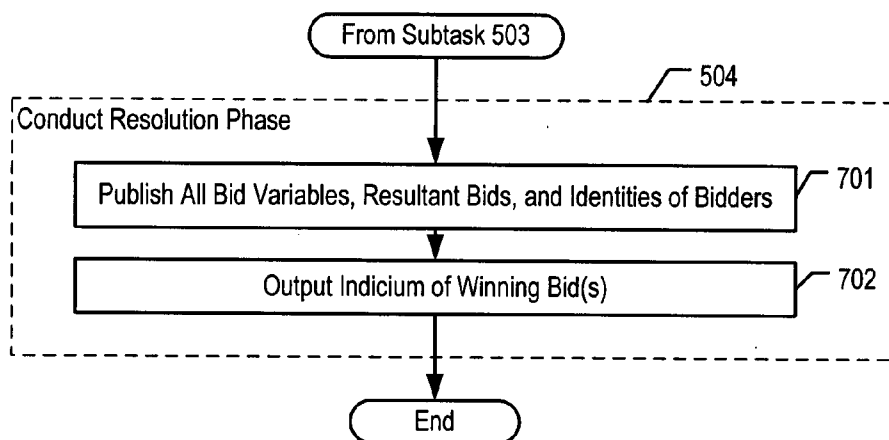 From Subtask 503
504
Conduct Resolution Phase
Publish All Bid Variables, Resultant Bids, and Identities of Bidders
701
Output Indicium of Winning Bid(s)
702
End